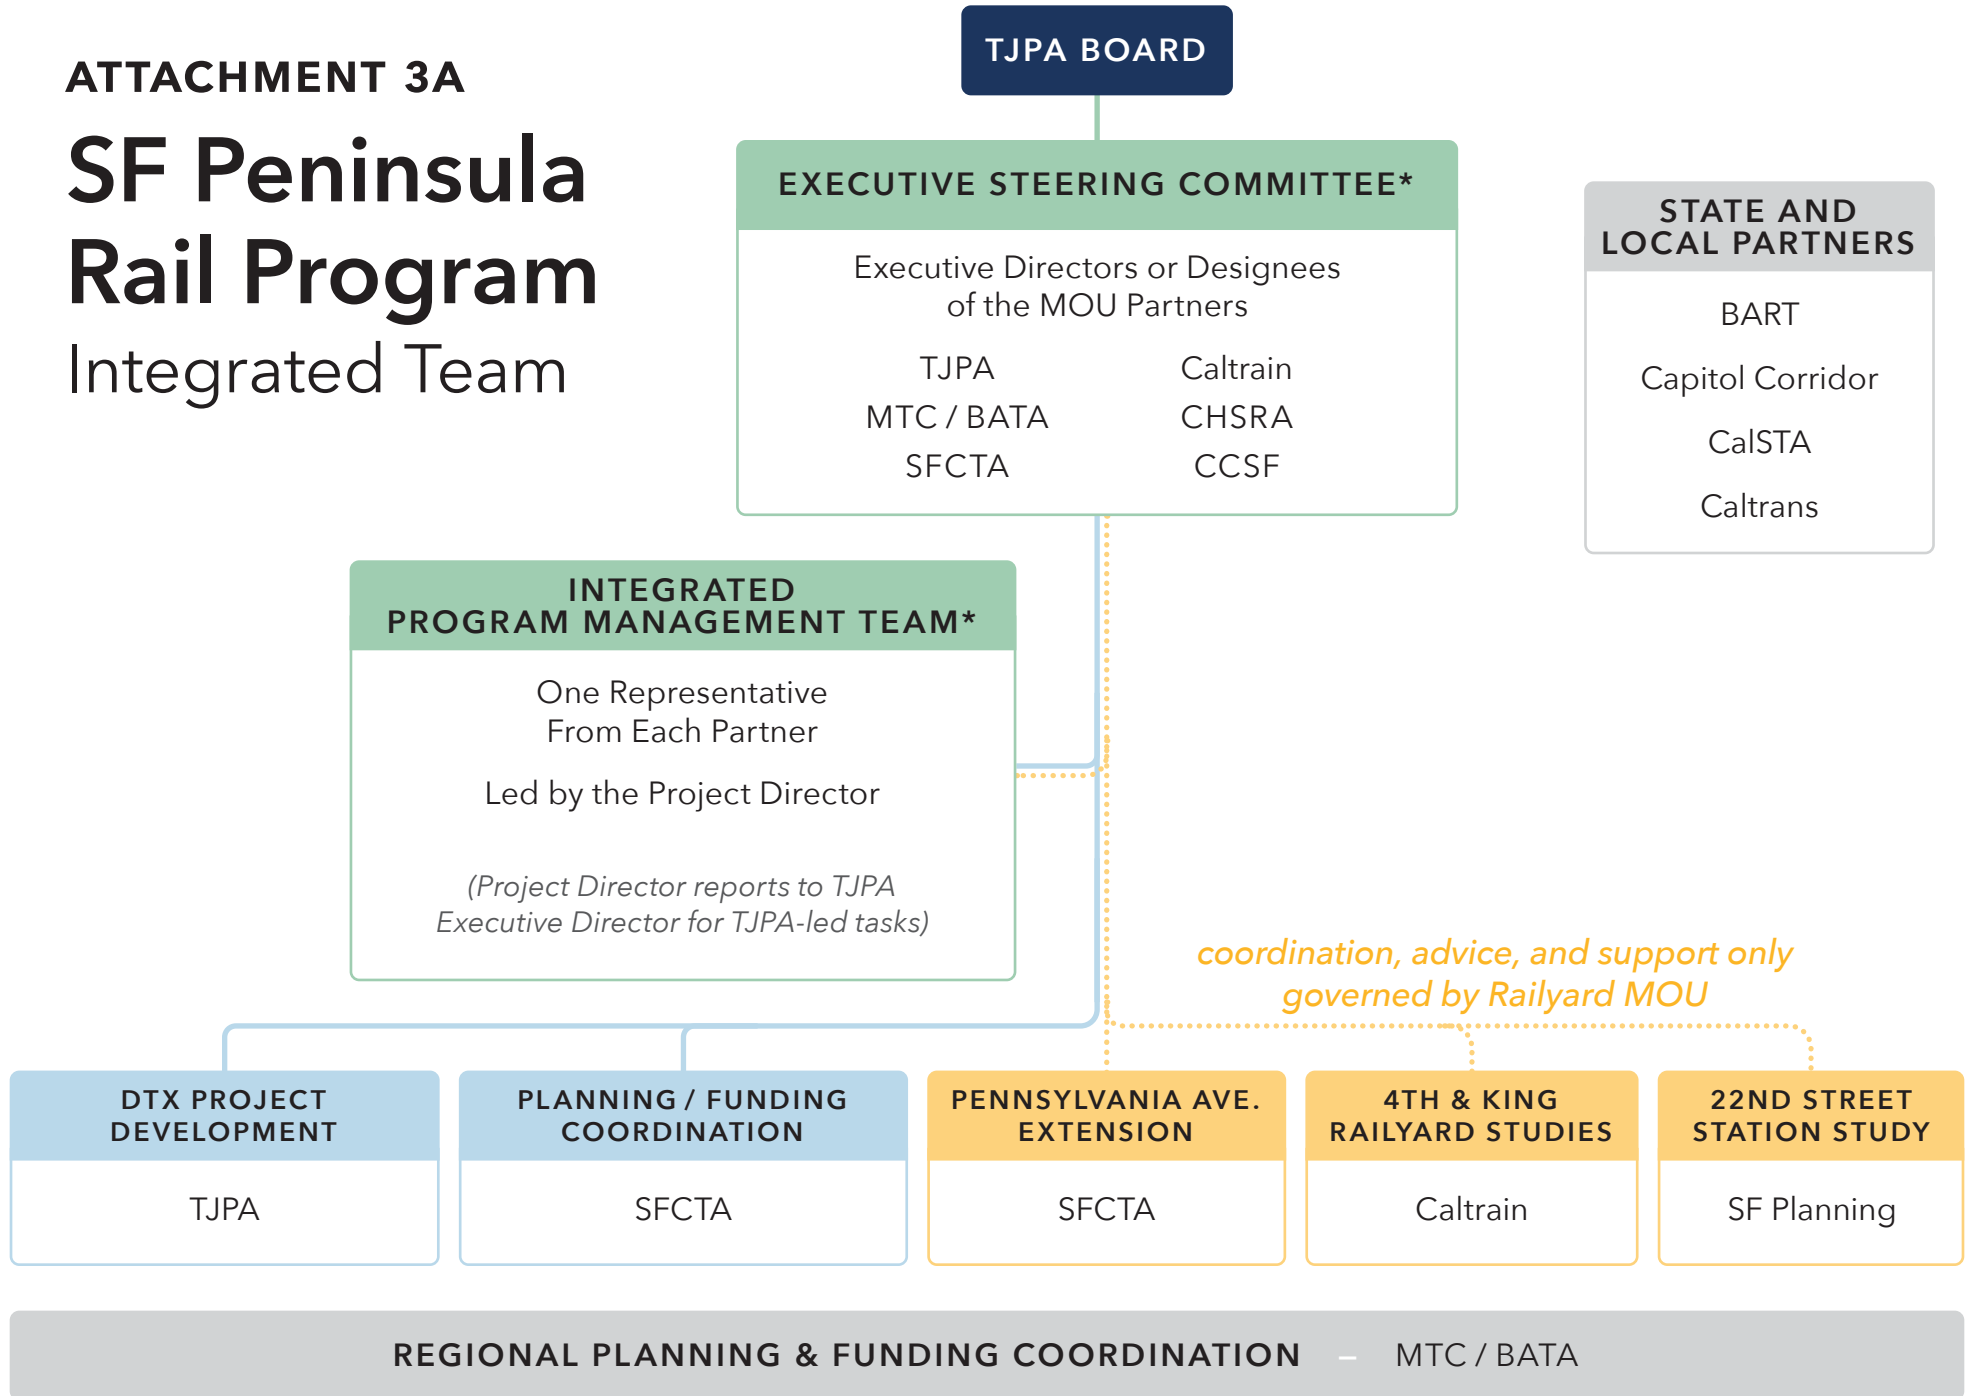 ATTACHMENT 3A
SF Peninsula
Rail Program
Integrated Team
TJPA BOARD
EXECUTIVE STEERING COMMITTEE*
Executive Directors or Designees
of the MOU Partners
TJPA
MTC / BATA
SFCTA
Caltrain
CHSRA
CCSF
STATE AND
LOCAL PARTNERS
BART
Capitol Corridor
CalSTA
Caltrans
INTEGRATED
PROGRAM MANAGEMENT TEAM*
One Representative
From Each Partner
Led by the Project Director
(Project Director reports to TJPA
Executive Director for TJPA-led tasks)
coordination, advice, and support only
governed by Railyard MOU
DTX PROJECT
DEVELOPMENT
TJPA
PLANNING / FUNDING
COORDINATION
SFCTA
PENNSYLVANIA AVE.
EXTENSION
SFCTA
4TH & KING
RAILYARD STUDIES
Caltrain
22ND STREET
STATION STUDY
SF Planning
REGIONAL PLANNING & FUNDING COORDINATION – MTC / BATA